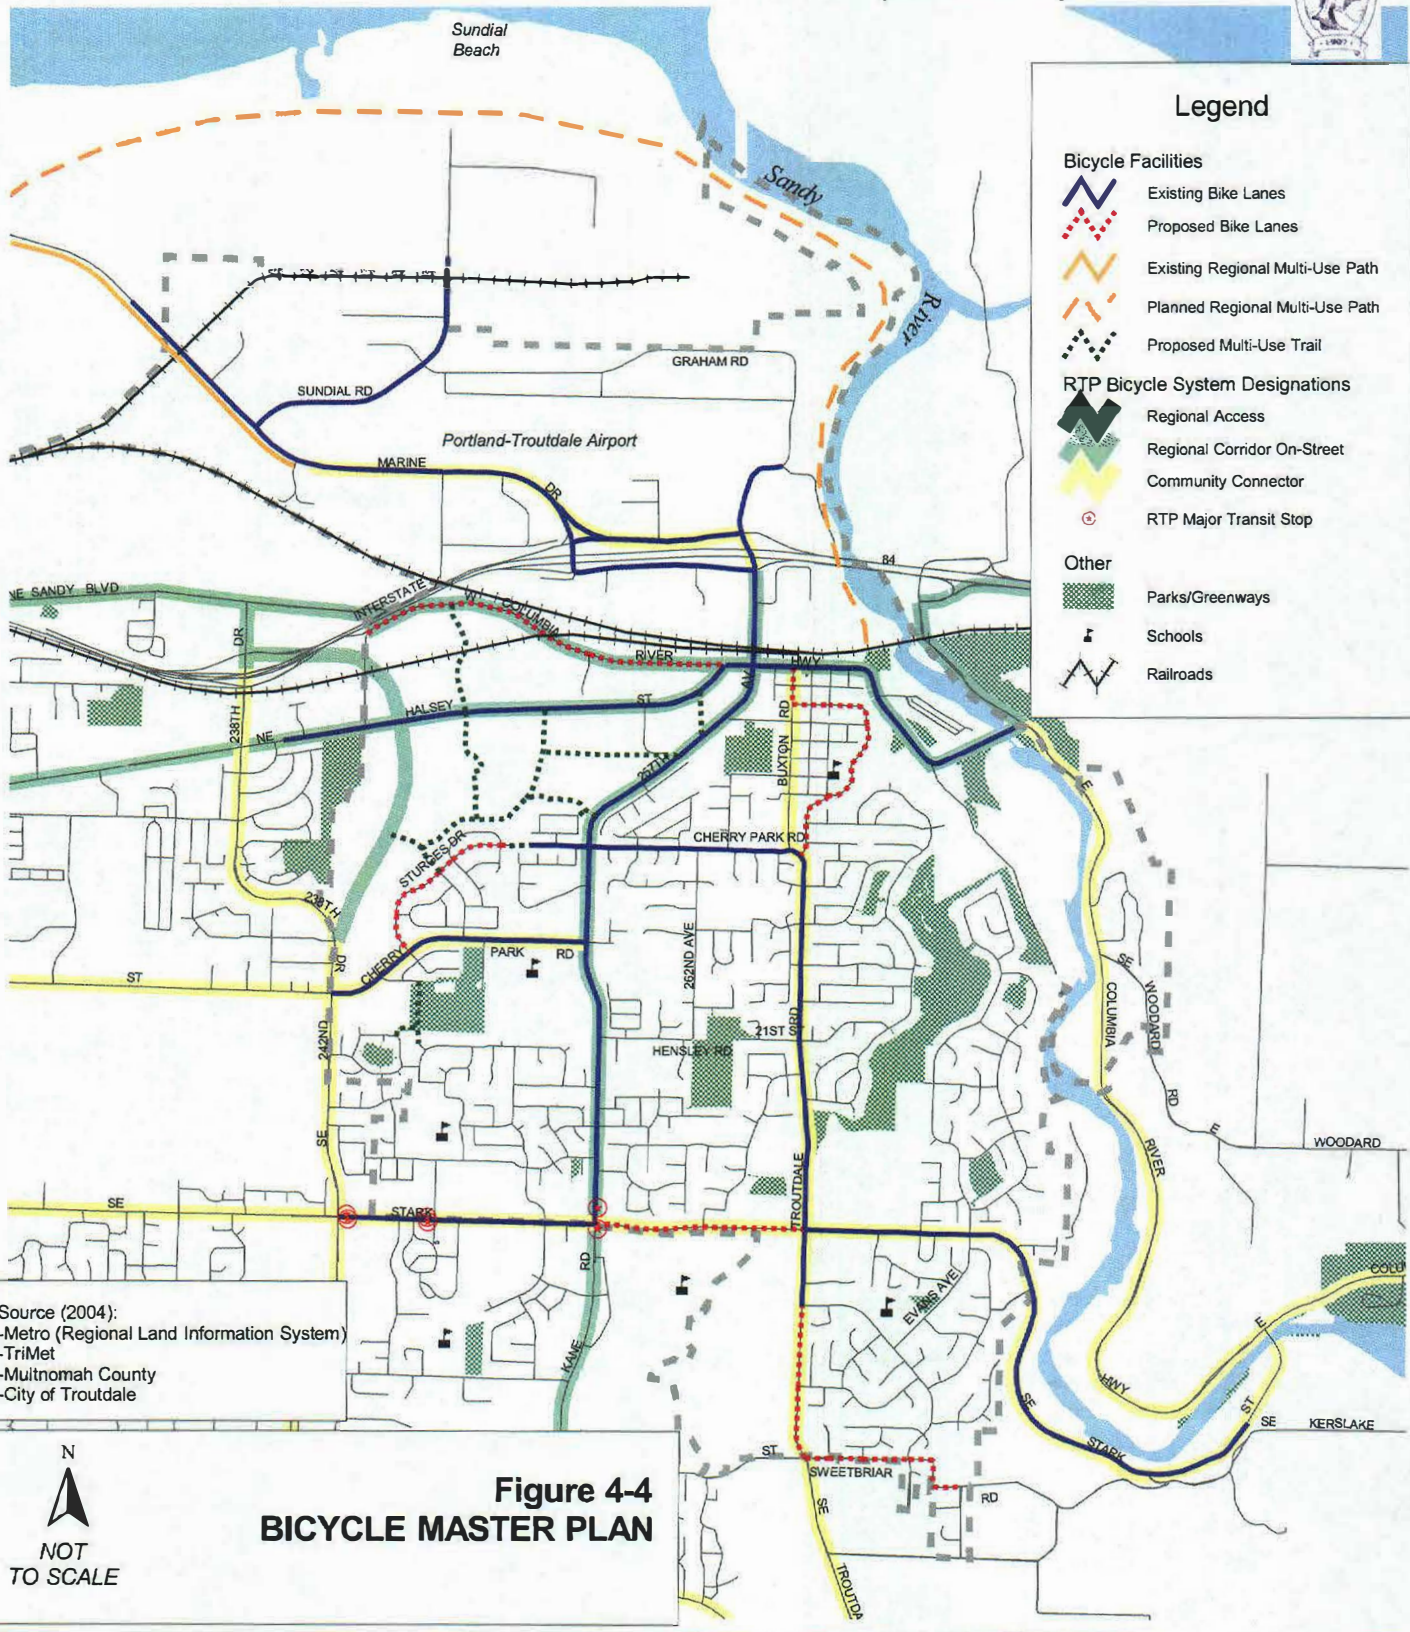 Sundial
Beach
· 1907 ·
Legend
Bicycle Facilities
Existing Bike Lanes
Proposed Bike Lanes
Existing Regional Multi-Use Path
Planned Regional Multi-Use Path
Proposed Multi-Use Trail
RTP Bicycle System Designations
Regional Access
Regional Corridor On-Street
Community Connector
RTP Major Transit Stop
Other
Parks/Greenways
Schools
Railroads
Sandy
River
GRAHAM RD
SUNDIAL RD
Portland-Troutdale Airport
MARINE
DR
84
NE SANDY BLVD
INTERSTATE
W
COLUMBIA
RIVER
HWY
DR
238TH
NE
HALSEY
ST
AV
257TH
BUXTON
RD
CHERRY PARK RD
STURGES DR
238TH
DR
CHERRY
PARK
RD
ST
262ND AVE
21ST ST
RD
HENSLEY RD
242ND
SE
E
SE
WOODARD
RD
COLUMBIA
E
WOODARD
RIVER
TROUTDALE
SE
STARK
RD
KANE
EVANS AVE
COLU
E
HWY
ST
SE
KERSLAKE
SE
STARK
ST
SWEETBRIAR
RD
SE
TROUTDA
Source (2004):
-Metro (Regional Land Information System)
-TriMet
-Multnomah County
-City of Troutdale
N
NOT
TO SCALE
Figure 4-4
BICYCLE MASTER PLAN